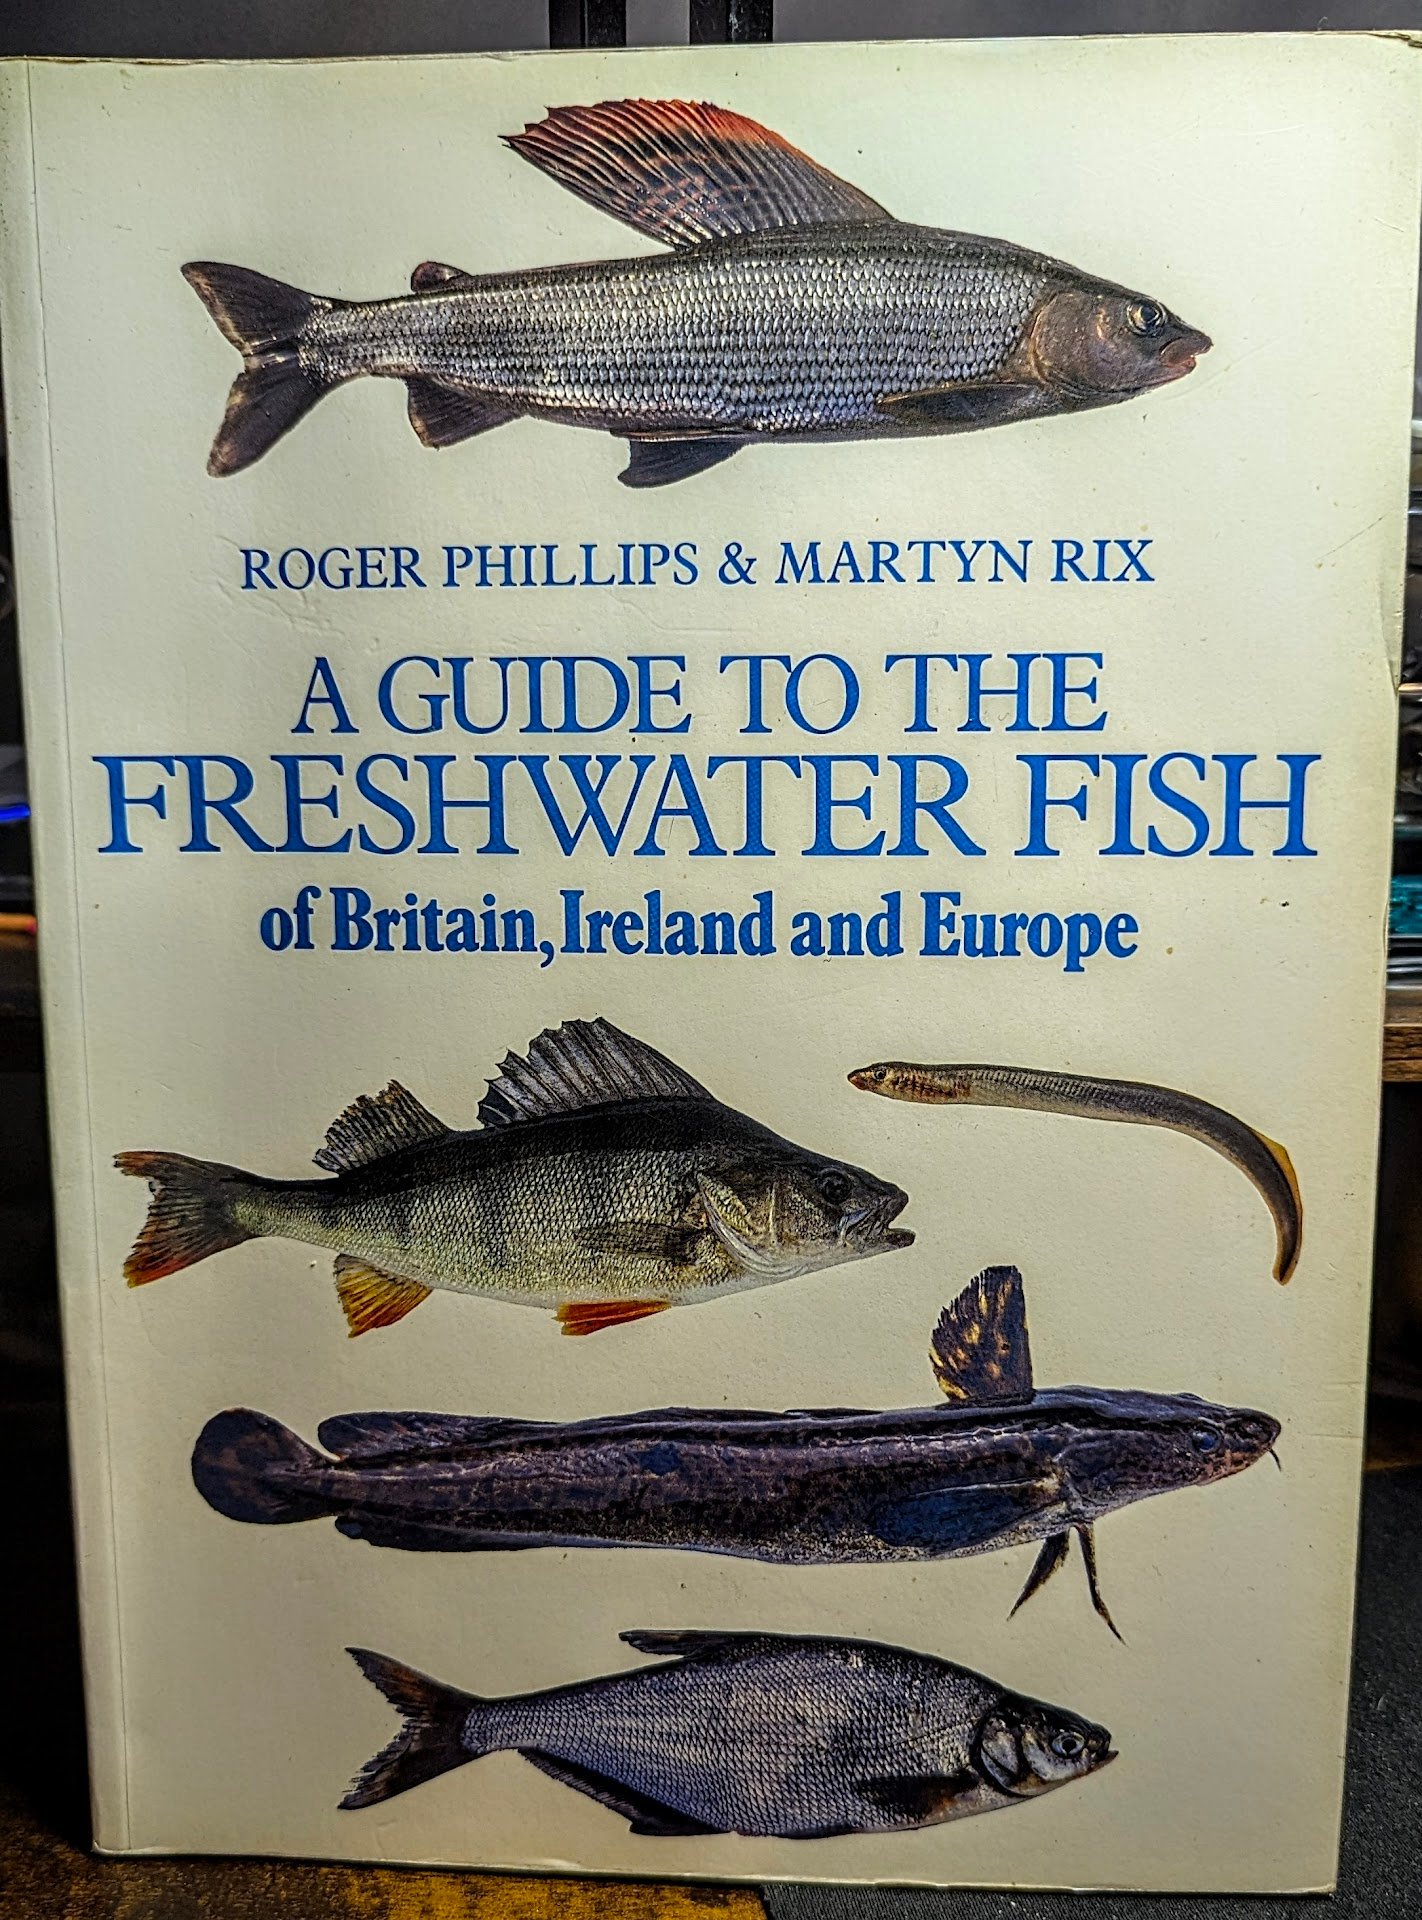 ROGER PHILLIPS & MARTYN RIX
A GUIDE TO THE
FRESHWATER FISH
of Britain, Ireland and Europe